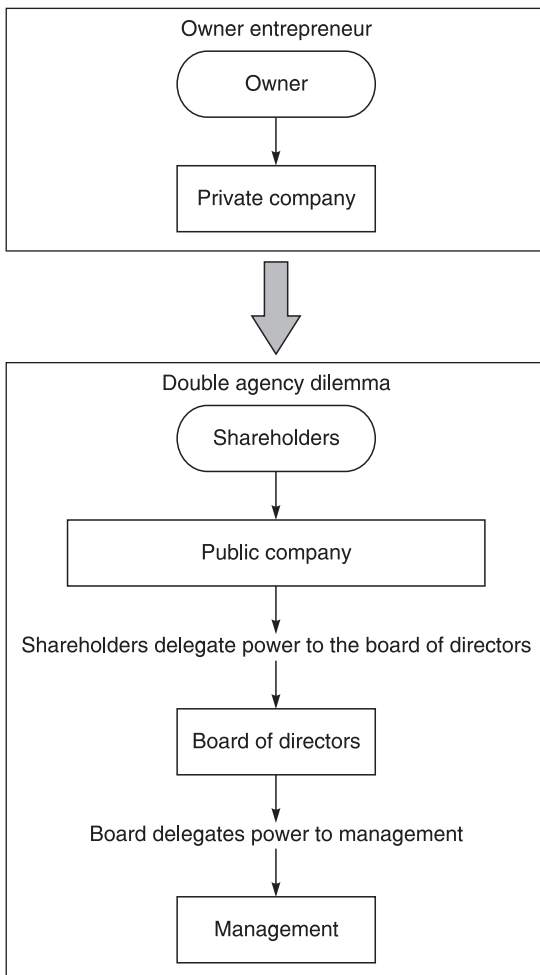 Owner entrepreneur
Owner
Private company
Double agency dilemma
Shareholders
Public company
Shareholders delegate power to the board of directors
Board of directors
Board delegates power to management
Management